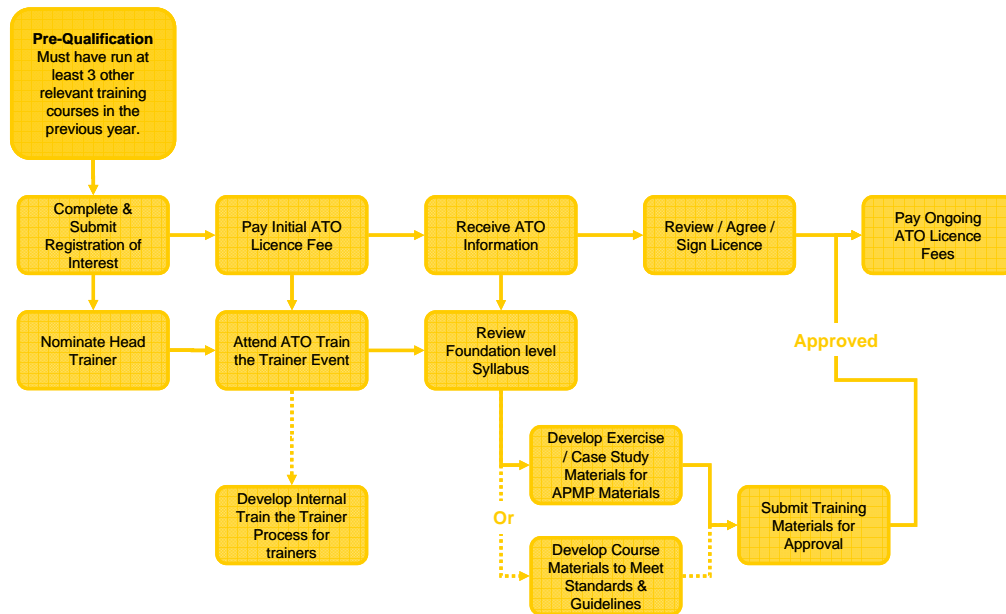 Pre-Qualification
Must have run at
least 3 other
relevant training
courses in the
previous year.
Complete &
Submit
Registration of
Interest
Pay Initial ATO
Licence Fee
Receive ATO
Information
Review / Agree /
Sign Licence
Pay Ongoing
ATO Licence
Fees
Nominate Head
Trainer
Attend ATO Train
the Trainer Event
Review
Foundation level
Syllabus
Approved
Develop Internal
Train the Trainer
Process for
trainers
Or
Develop Exercise
/ Case Study
Materials for
APMP Materials
Develop Course
Materials to Meet
Standards &
Guidelines
Submit Training
Materials for
Approval